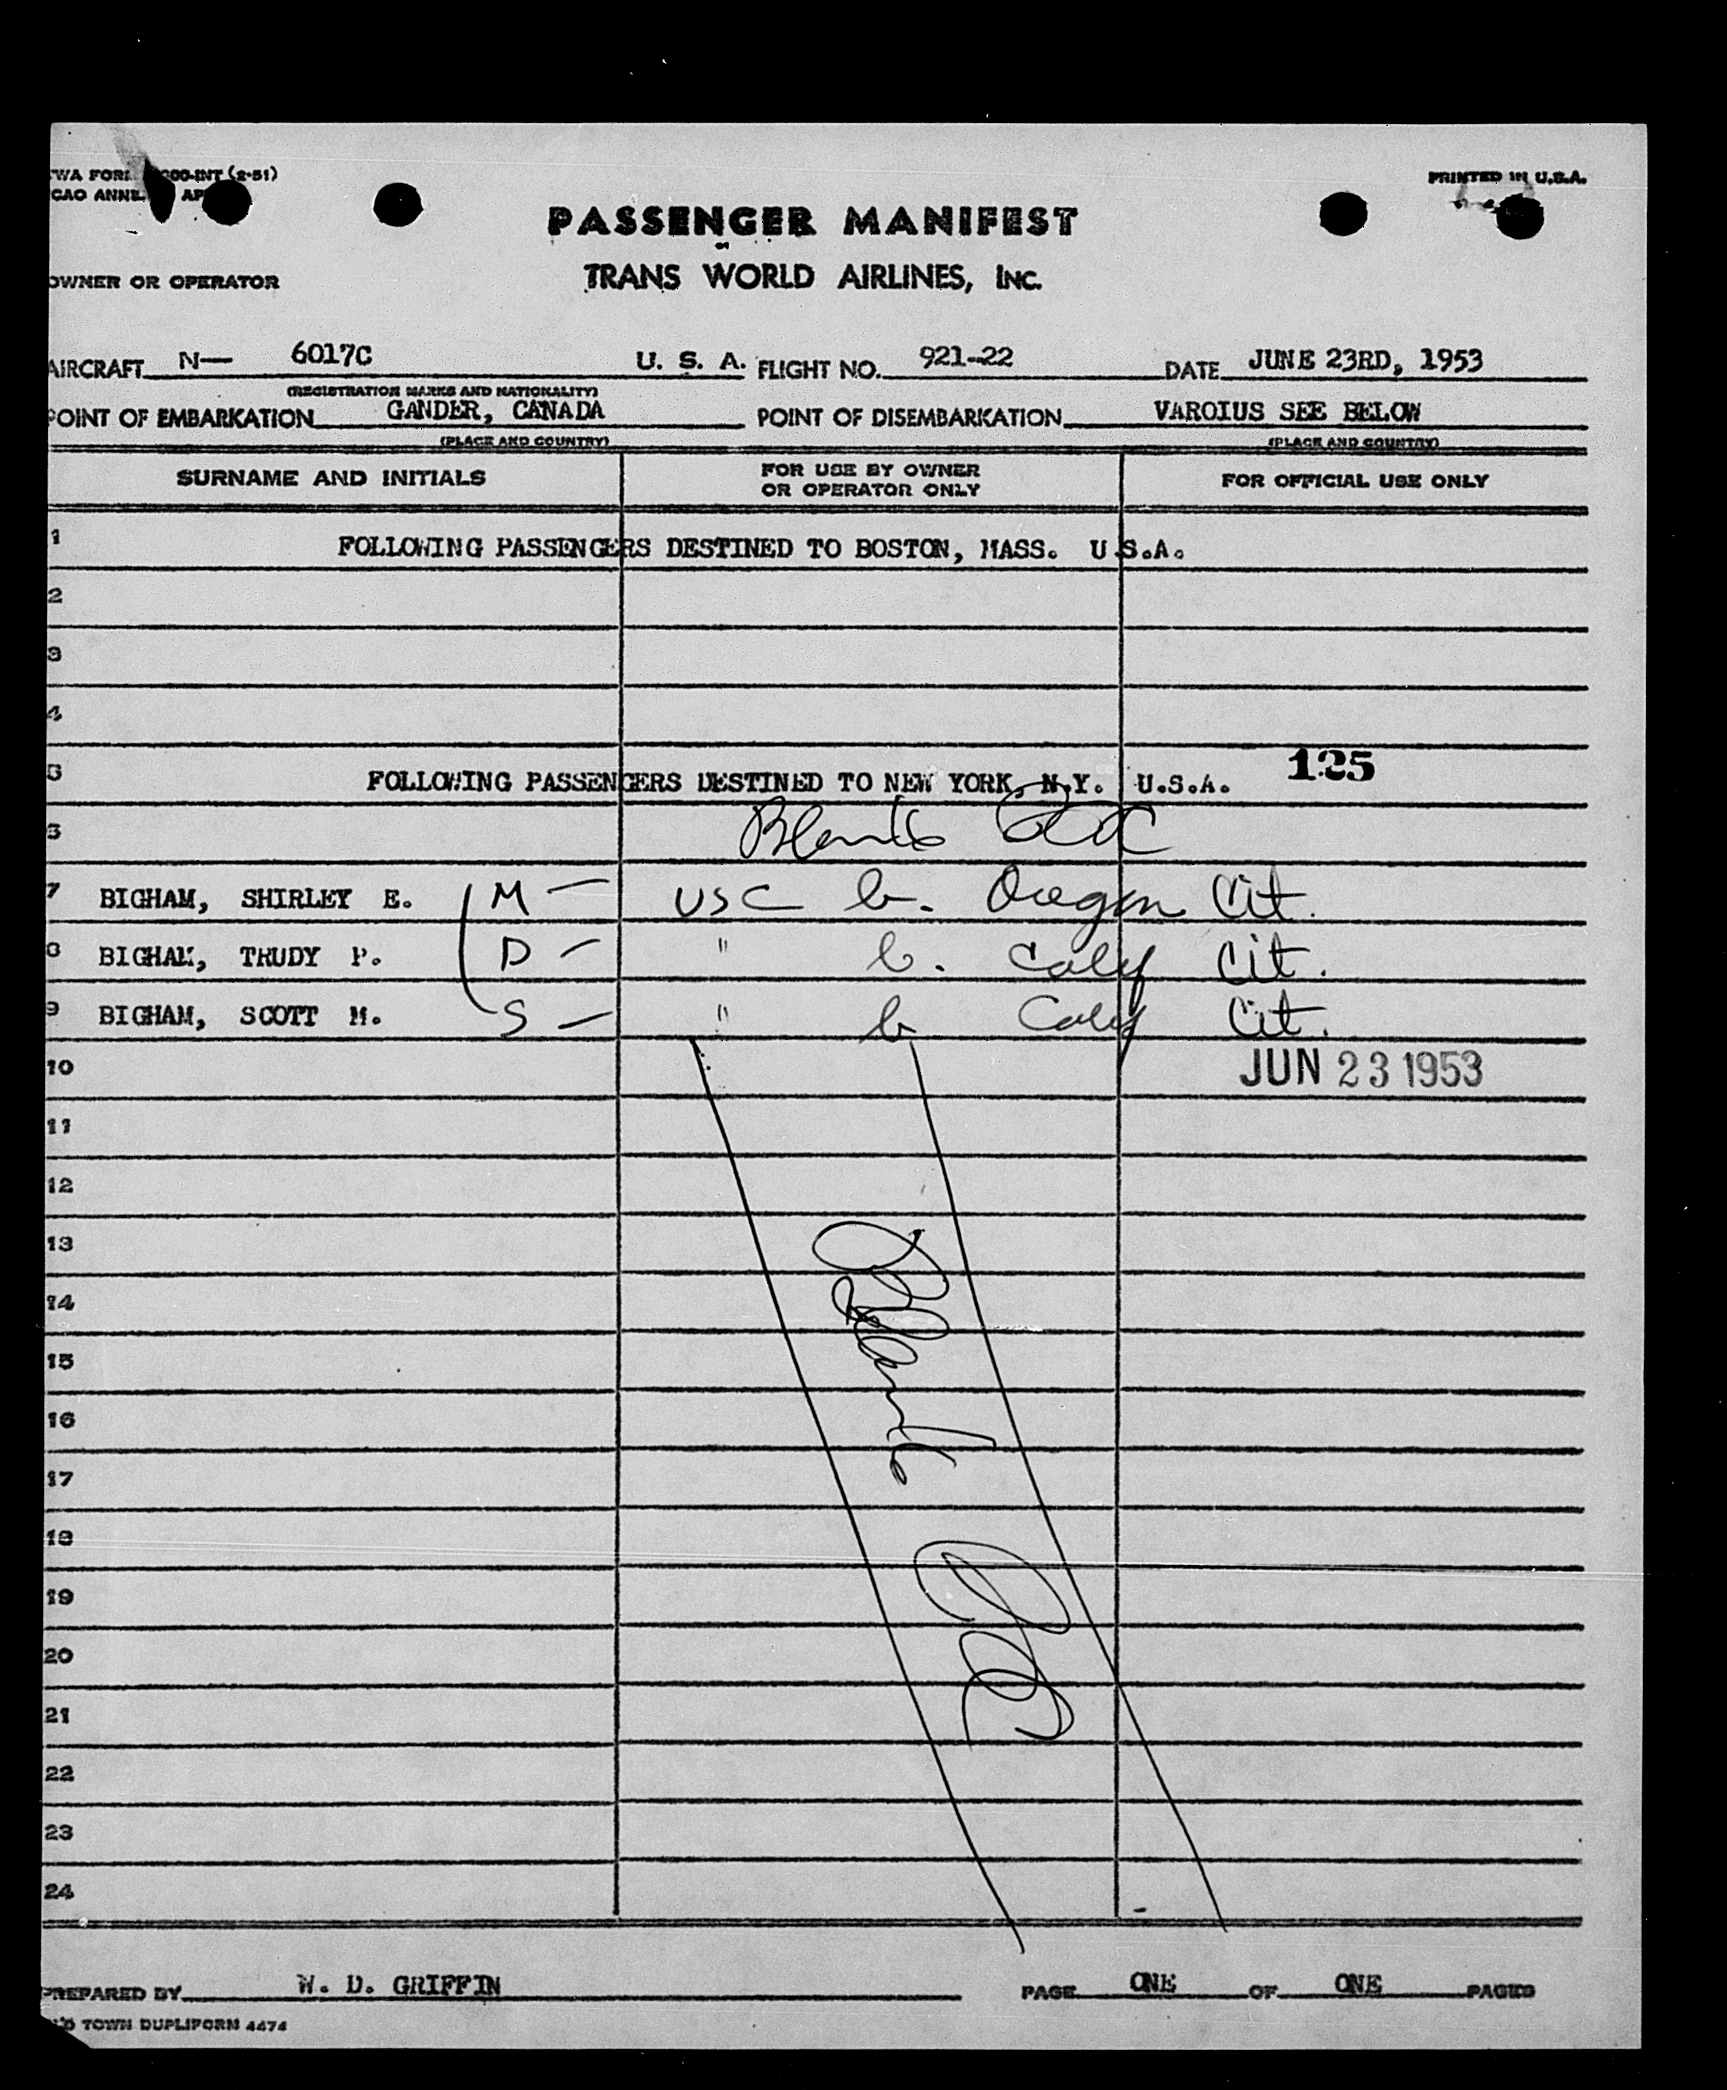 (2-51)
PRINTED IN U.S.A.
PASSENGER MANIFEST
OWNER OR OPERATOR
TRANS WORLD AIRLINES, INC.
AIRCRAFT N— 6017C U. S. A. FLIGHT NO. 921-22 DATE JUNE 23RD, 1953
(REGISTRATION MARKS AND NATIONALITY)
POINT OF EMBARKATION GANDER, CANADA POINT OF DISEMBARKATION VAROIUS SEE BELOW
(PLACE AND COUNTRY) (PLACE AND COUNTRY)
SURNAME AND INITIALS FOR USE BY OWNER OR OPERATOR ONLY FOR OFFICIAL USE ONLY
1 FOLLOWING PASSENGERS DESTINED TO BOSTON, MASS. U.S.A.
2
3
4
5 FOLLOWING PASSENGERS DESTINED TO NEW YORK, N.Y. U.S.A. 125
6
7 BIGHAM, SHIRLEY E. M — USC b. Oregon Cit.
8 BIGHAM, TRUDY P. D — " b. Calif Cit.
9 BIGHAM, SCOTT M. S — " b Calif Cit.
10 JUN 23 1953
11
12
13
14
15
16
17
18
19
20
21
22
23
24
PREPARED BY W. D. GRIFFIN PAGE ONE OF ONE PAGES
TOWN DUPLIFORM 4474